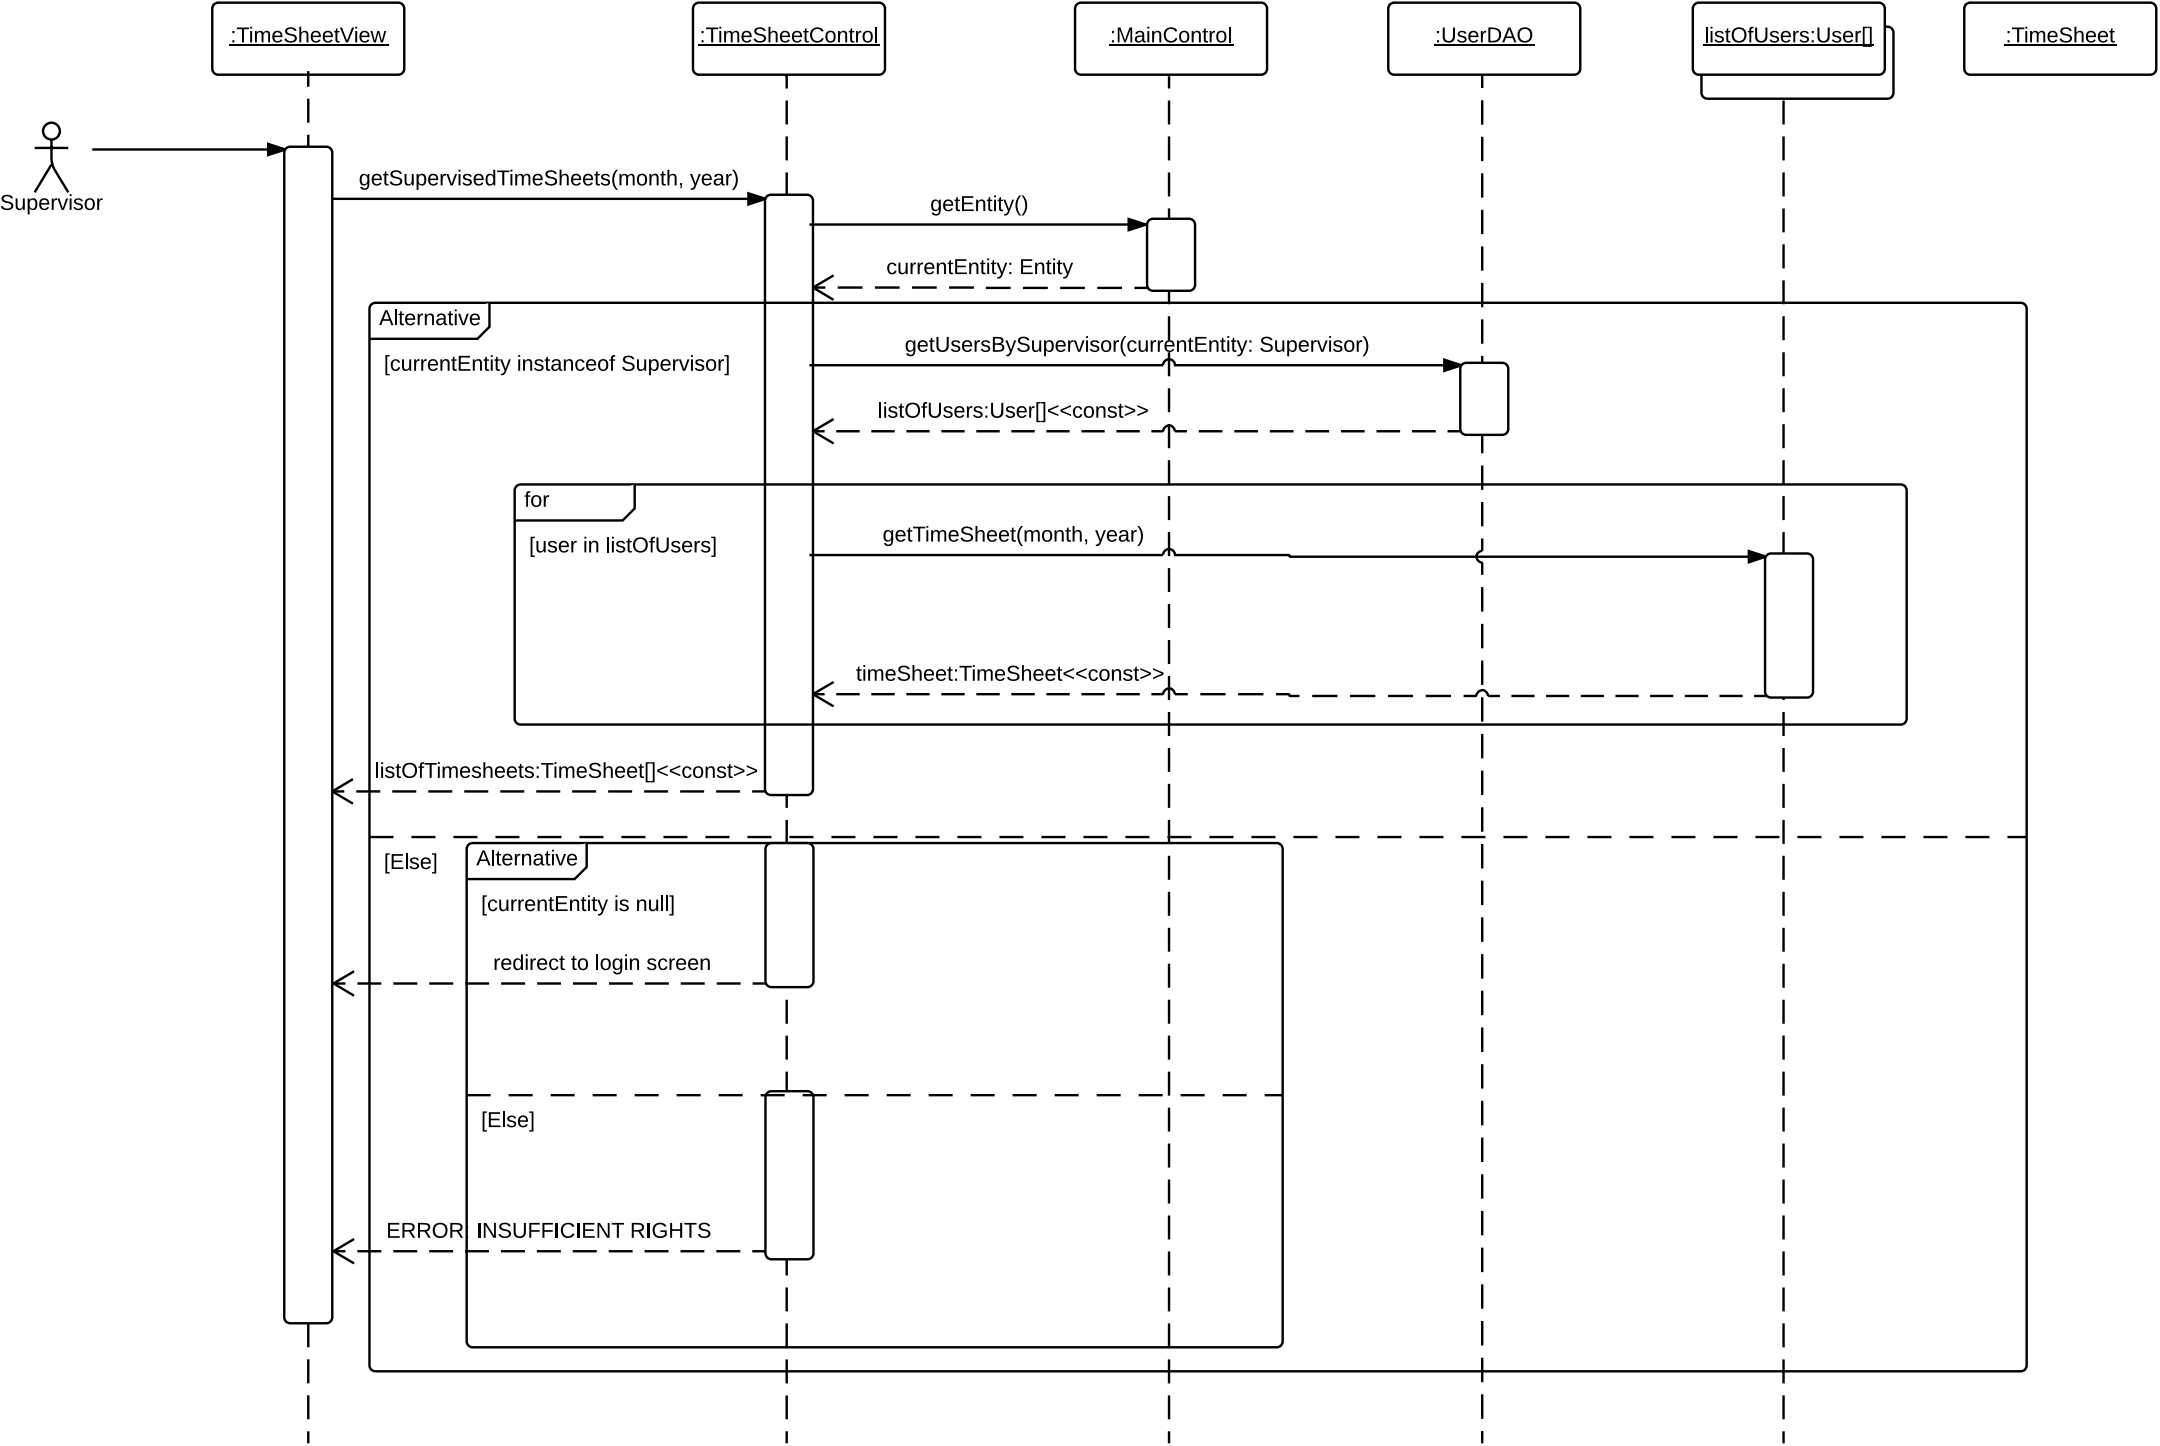 :TimeSheetView
:TimeSheetControl
:MainControl
:UserDAO
listOfUsers:User[]
:TimeSheet
Supervisor
getSupervisedTimeSheets(month, year)
getEntity()
currentEntity: Entity
Alternative
[currentEntity instanceof Supervisor]
getUsersBySupervisor(currentEntity: Supervisor)
listOfUsers:User[]<<const>>
for
[user in listOfUsers]
getTimeSheet(month, year)
timeSheet:TimeSheet<<const>>
listOfTimesheets:TimeSheet[]<<const>>
[Else]
Alternative
[currentEntity is null]
redirect to login screen
[Else]
ERROR: INSUFFICIENT RIGHTS